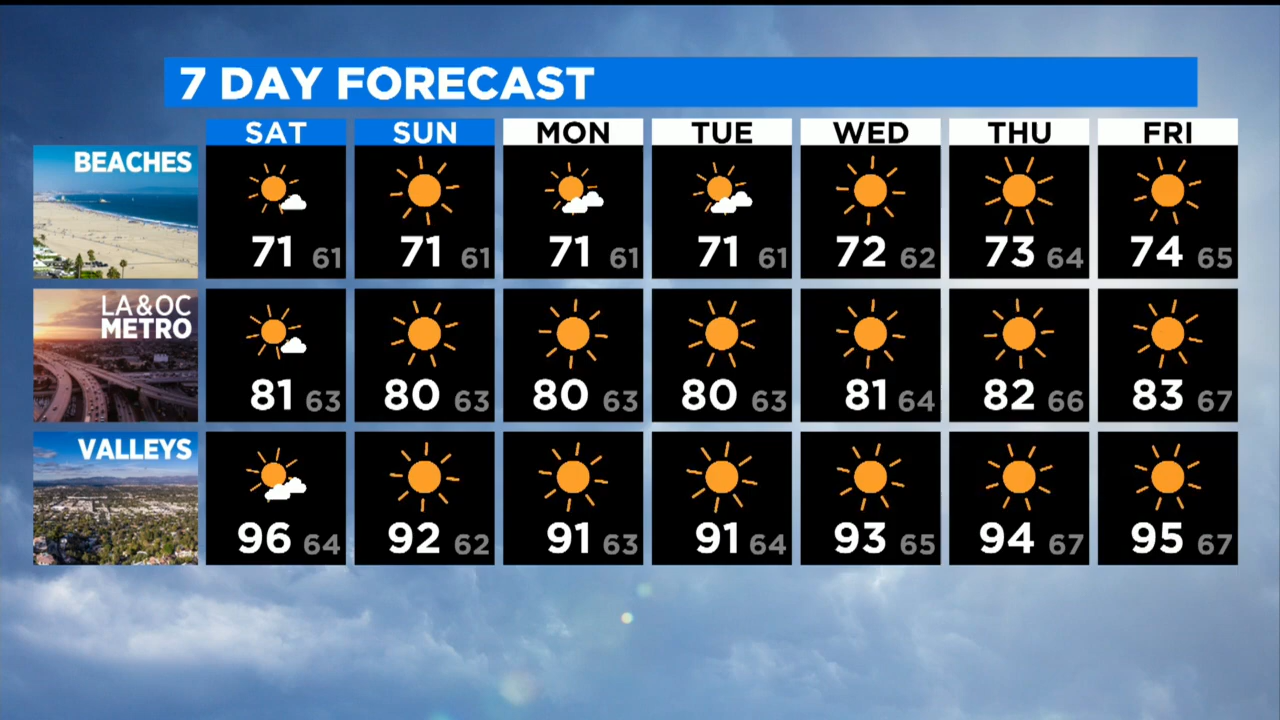 7 DAY FORECAST
SAT SUN MON TUE WED THU FRI
BEACHES
71 61 71 61 71 61 71 61 72 62 73 64 74 65
LA & OC
METRO
81 63 80 63 80 63 80 63 81 64 82 66 83 67
VALLEYS
96 64 92 62 91 63 91 64 93 65 94 67 95 67